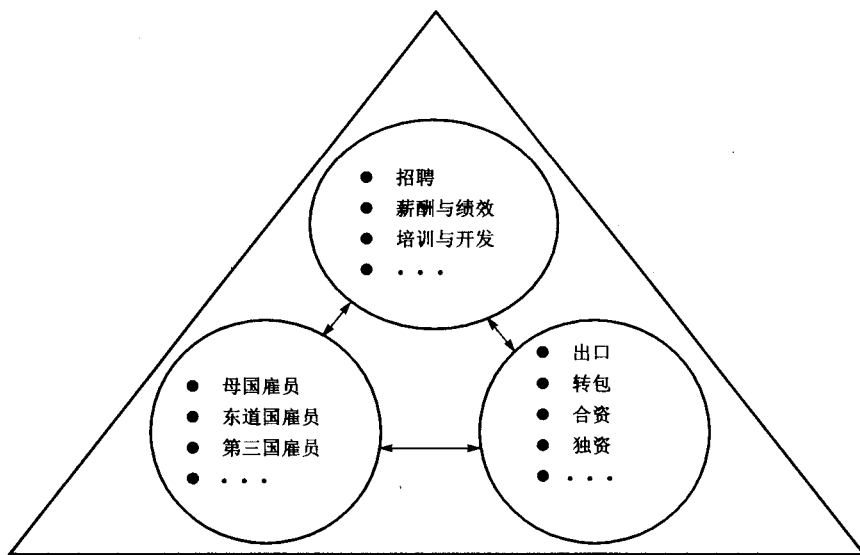 ● 招聘
● 薪酬与绩效
● 培训与开发
● . . .
● 母国雇员
● 东道国雇员
● 第三国雇员
● . . .
● 出口
● 转包
● 合资
● 独资
● . . .